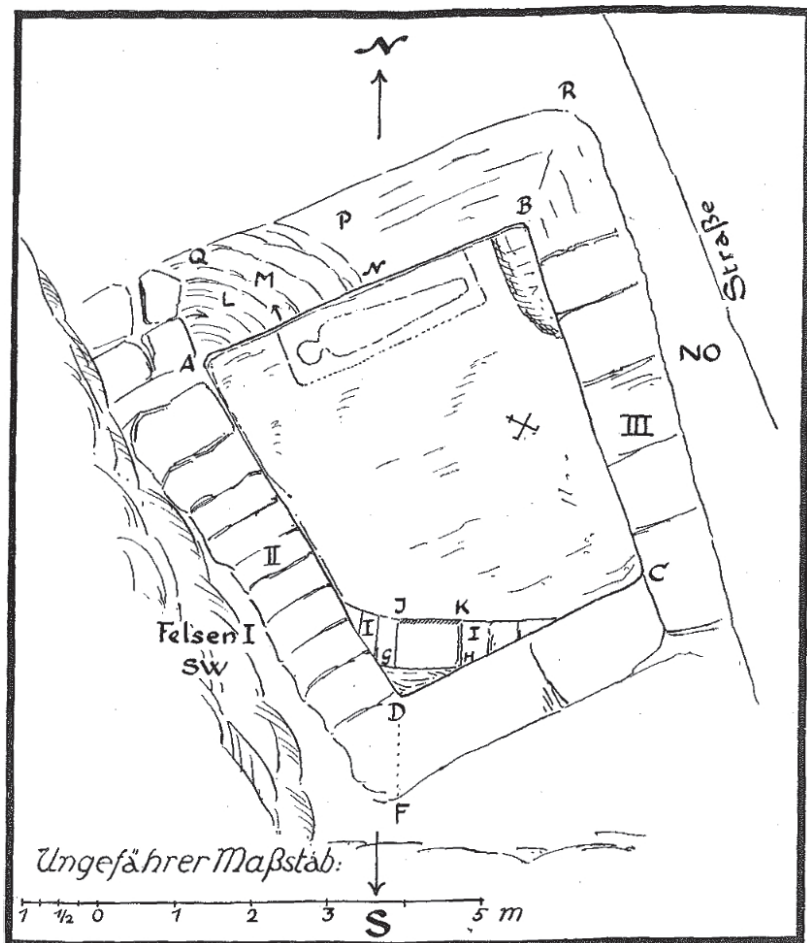 N
R
B
P
Q
N
M
L
Straße
A
NO
III
II
C
J K
I I
G H
Felsen I
SW
D
F
Ungefährer Maßstab:
1 ½ 0 1 2 3 5 m
S